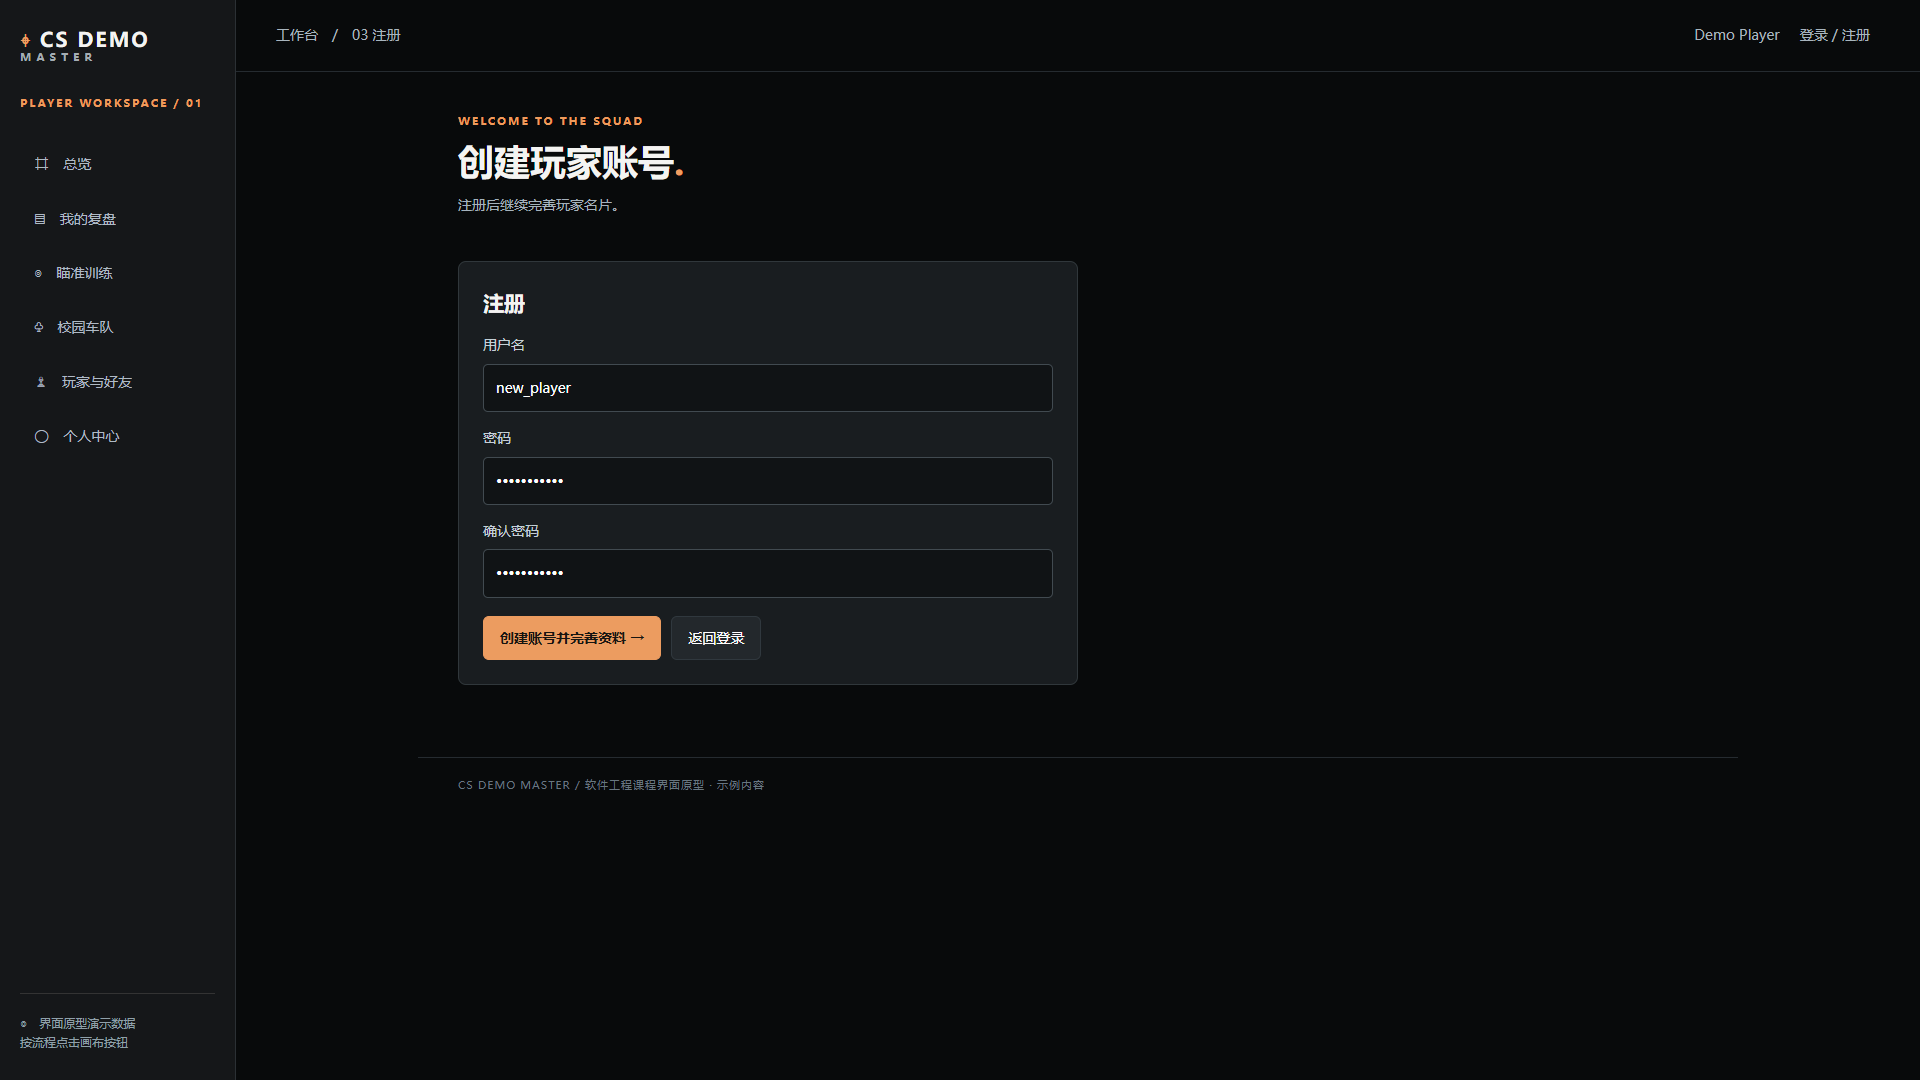 CS DEMO
MASTER
PLAYER WORKSPACE / 01
总览
我的复盘
瞄准训练
校园车队
玩家与好友
个人中心
界面原型演示数据
按流程点击画布按钮
工作台 / 03 注册
Demo Player 登录 / 注册
WELCOME TO THE SQUAD
创建玩家账号.
注册后继续完善玩家名片。
注册
用户名
new_player
密码
•••••••••••
确认密码
•••••••••••
创建账号并完善资料 →
返回登录
CS DEMO MASTER / 软件工程课程界面原型 · 示例内容